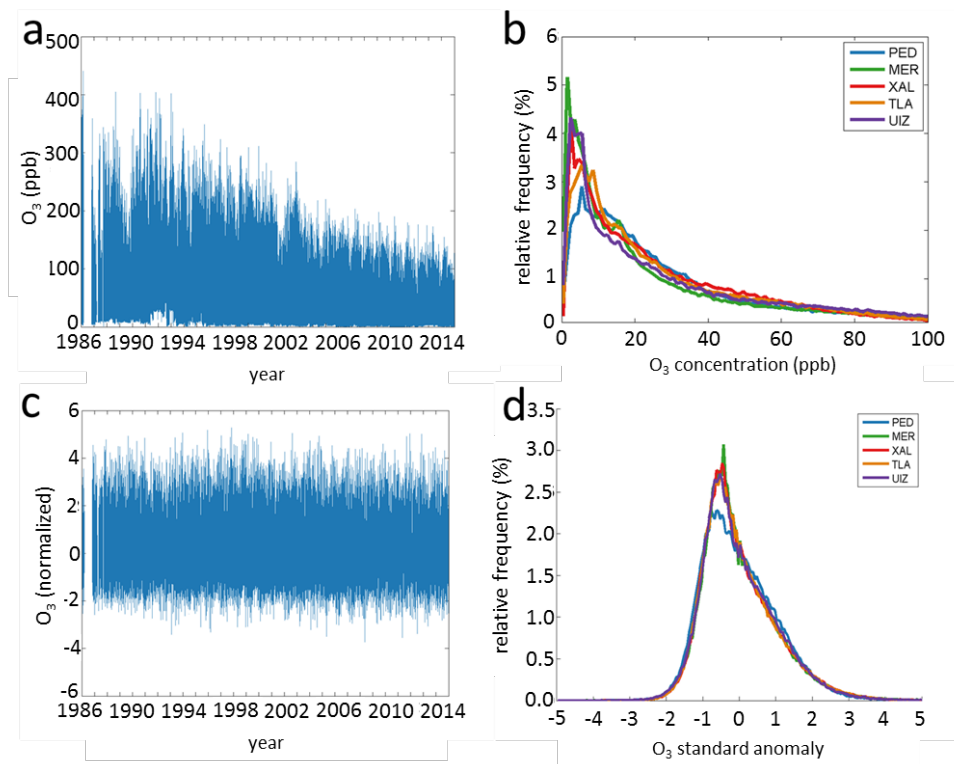 a
500
400
300
200
100
0
O3 (ppb)
1986 1990 1994 1998 2002 2006 2010 2014
year
b
6
5
4
3
2
1
0
relative frequency (%)
PED
MER
XAL
TLA
UIZ
0 20 40 60 80 100
O3 concentration (ppb)
c
6
4
2
0
-2
-4
-6
O3 (normalized)
1986 1990 1994 1998 2002 2006 2010 2014
year
d
3.5
3.0
2.5
2.0
1.5
1.0
0.5
0.0
relative frequency (%)
PED
MER
XAL
TLA
UIZ
-5 -4 -3 -2 -1 0 1 2 3 4 5
O3 standard anomaly